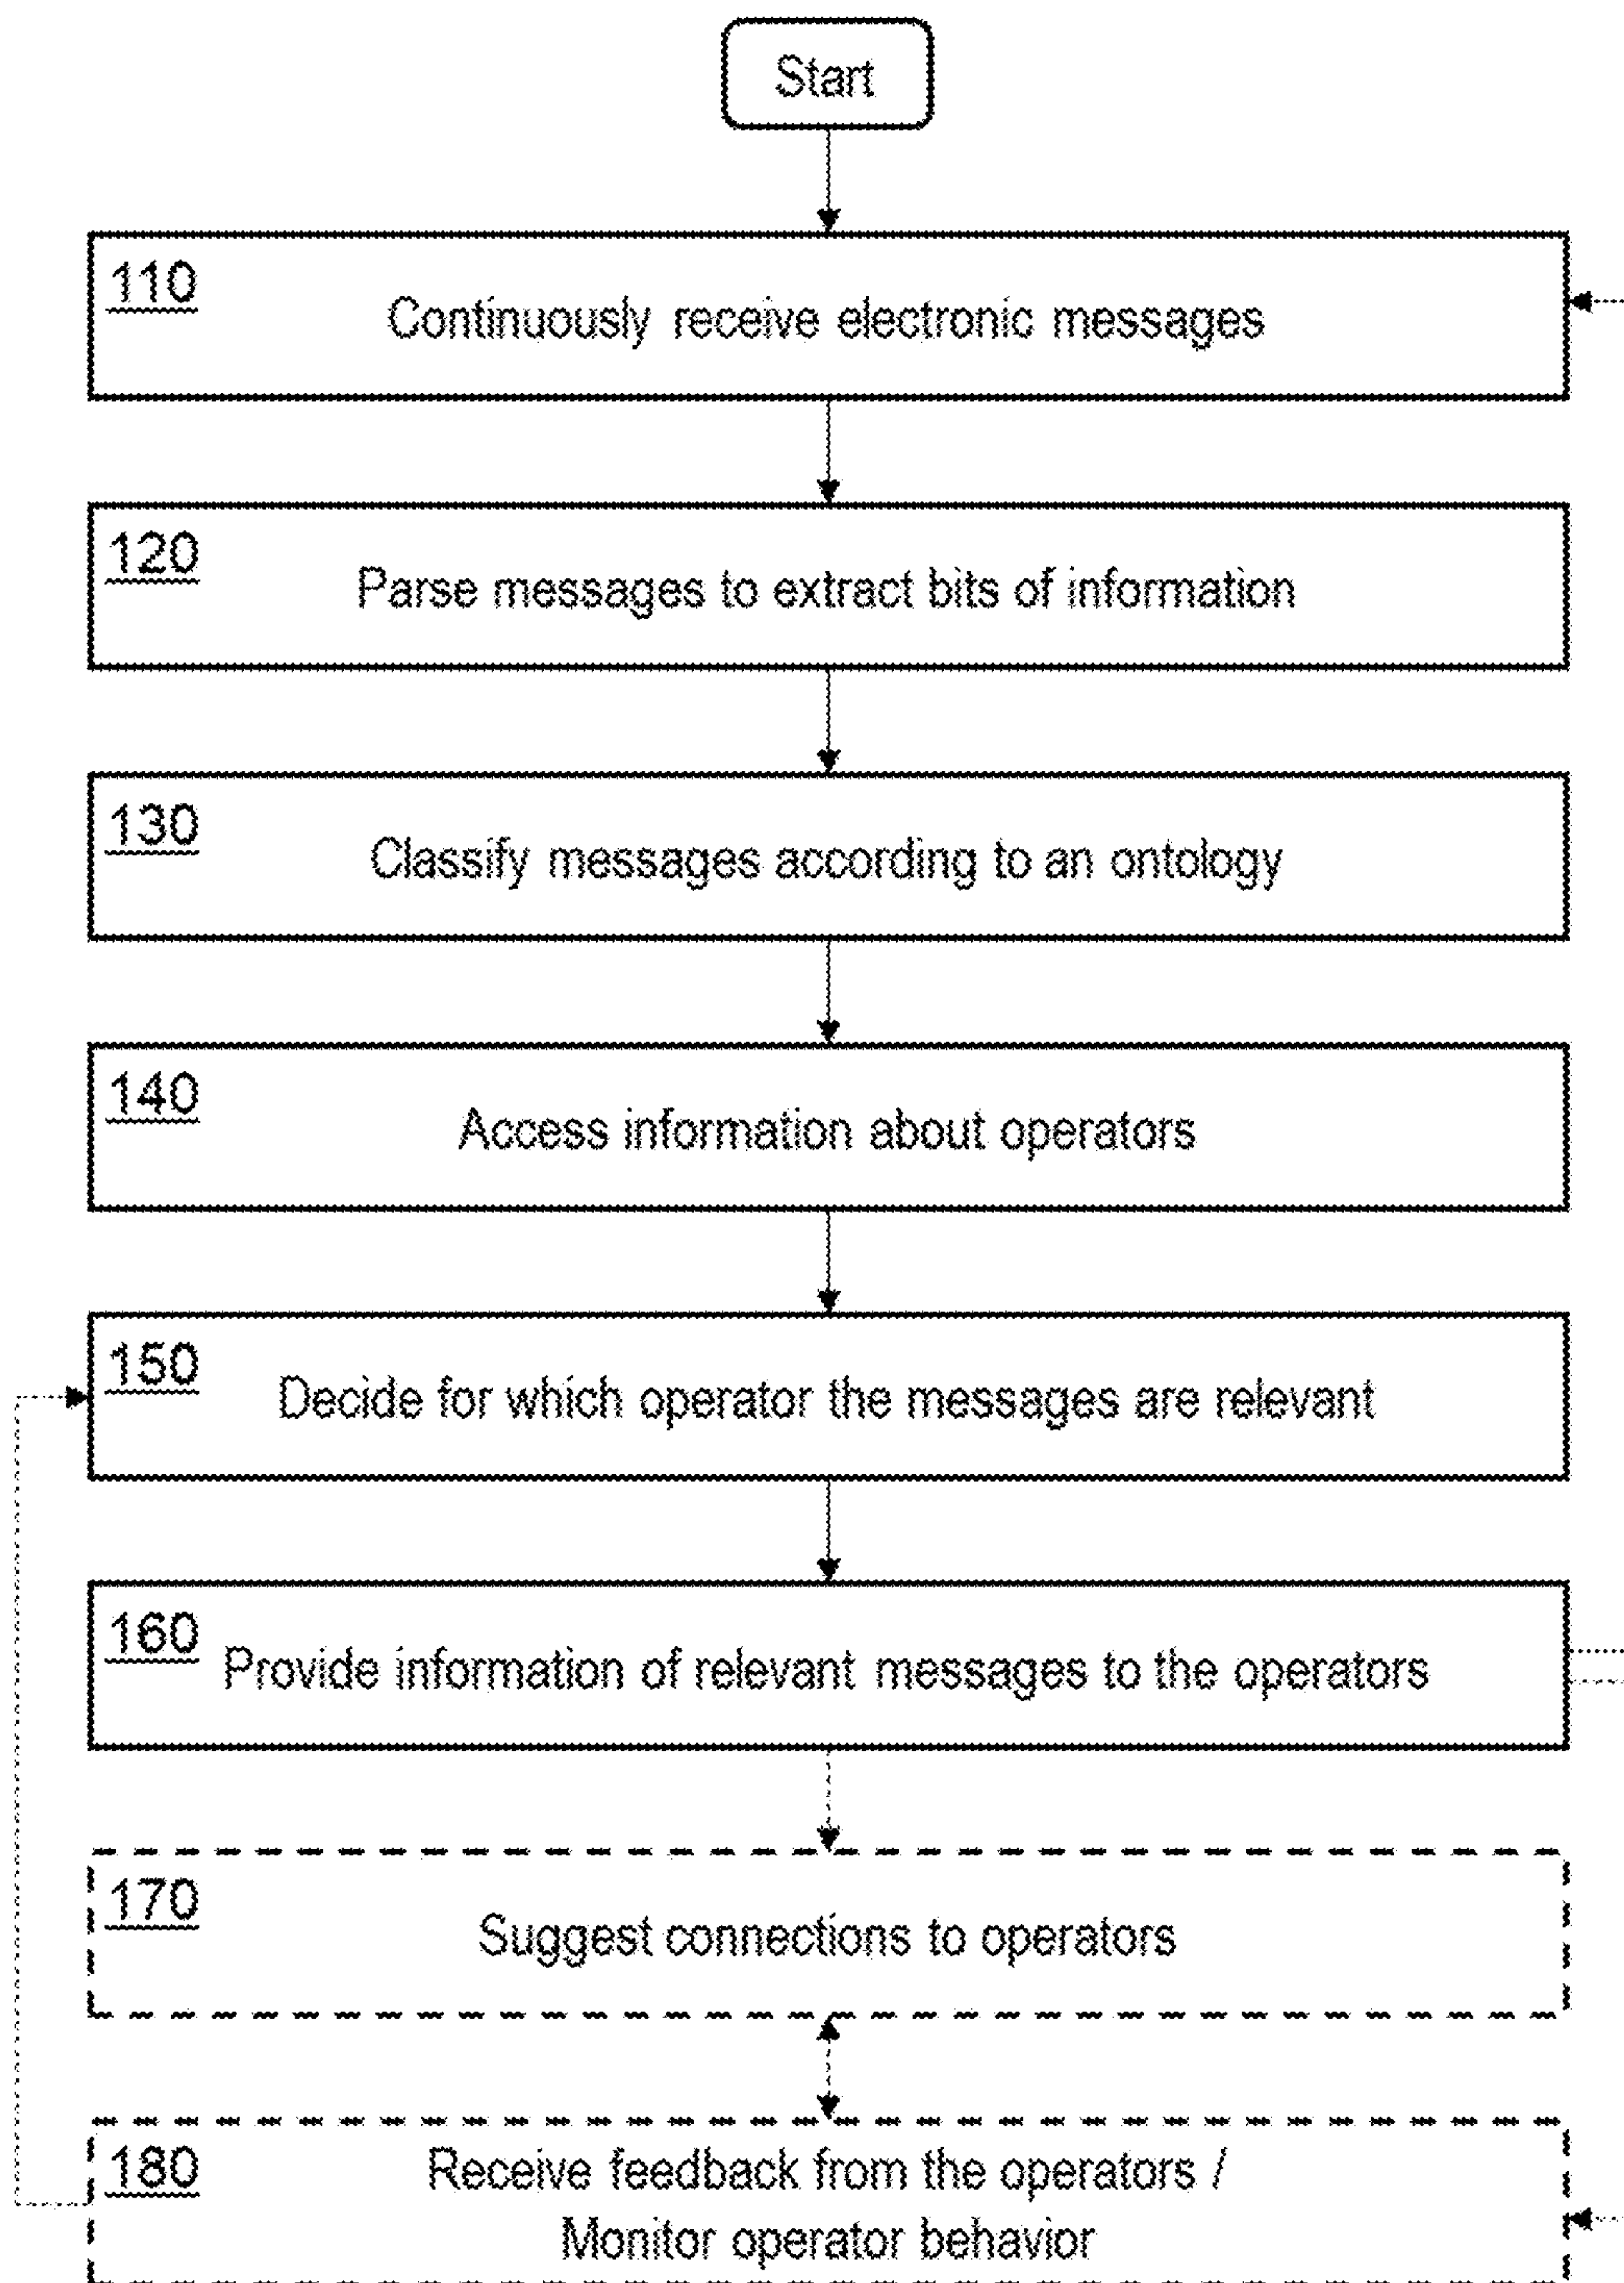 Start
110
Continuously receive electronic messages
120
Parse messages to extract bits of information
130
Classify messages according to an ontology
140
Access information about operators
150
Decide for which operator the messages are relevant
160
Provide information of relevant messages to the operators
170
Suggest connections to operators
180
Receive feedback from the operators /
Monitor operator behavior